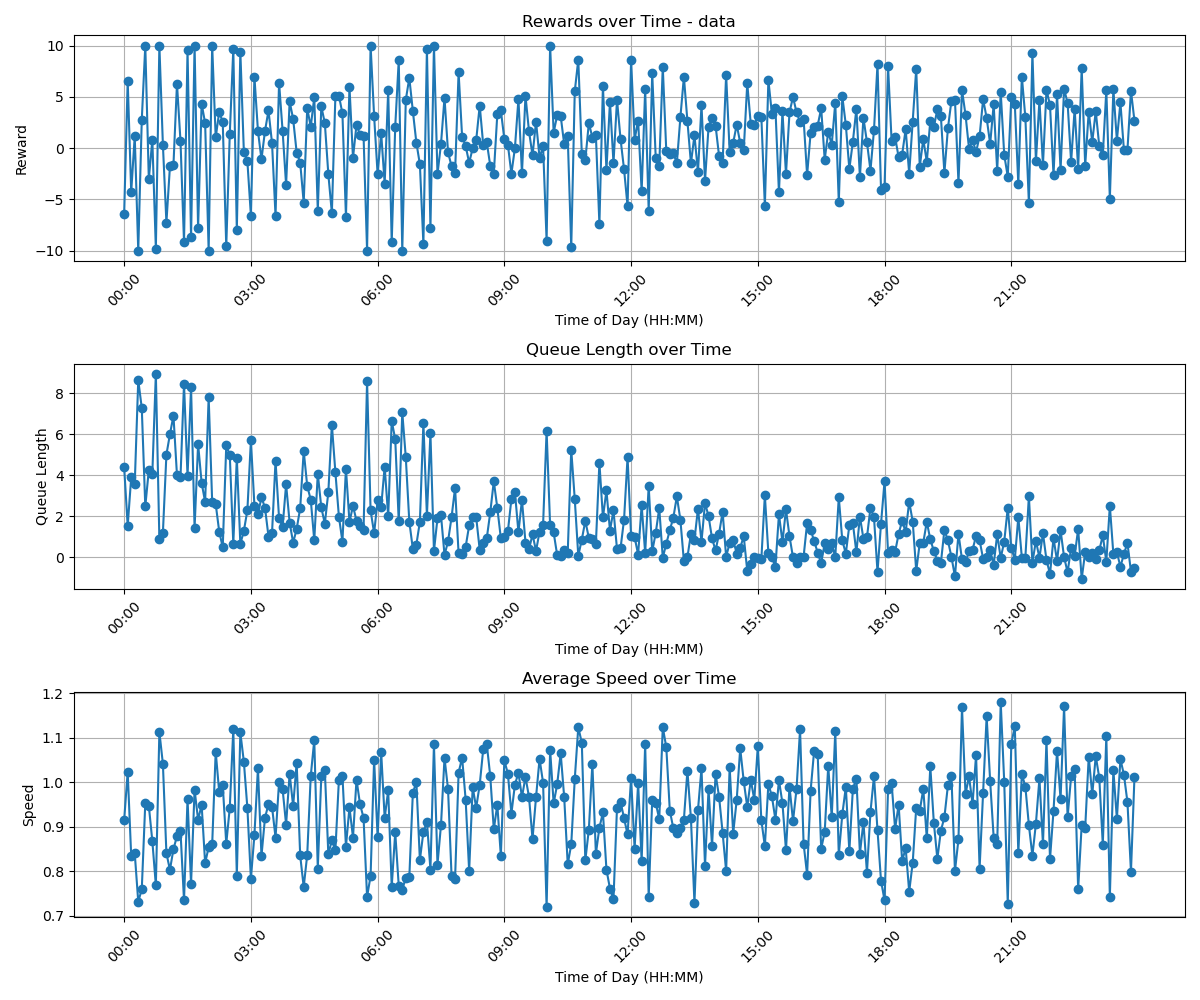 Rewards over Time - data
10
5
0
−5
−10
Reward
00:00 03:00 06:00 09:00 12:00 15:00 18:00 21:00
Time of Day (HH:MM)
Queue Length over Time
8
6
4
2
0
Queue Length
00:00 03:00 06:00 09:00 12:00 15:00 18:00 21:00
Time of Day (HH:MM)
Average Speed over Time
1.2
1.1
1.0
0.9
0.8
0.7
Speed
00:00 03:00 06:00 09:00 12:00 15:00 18:00 21:00
Time of Day (HH:MM)